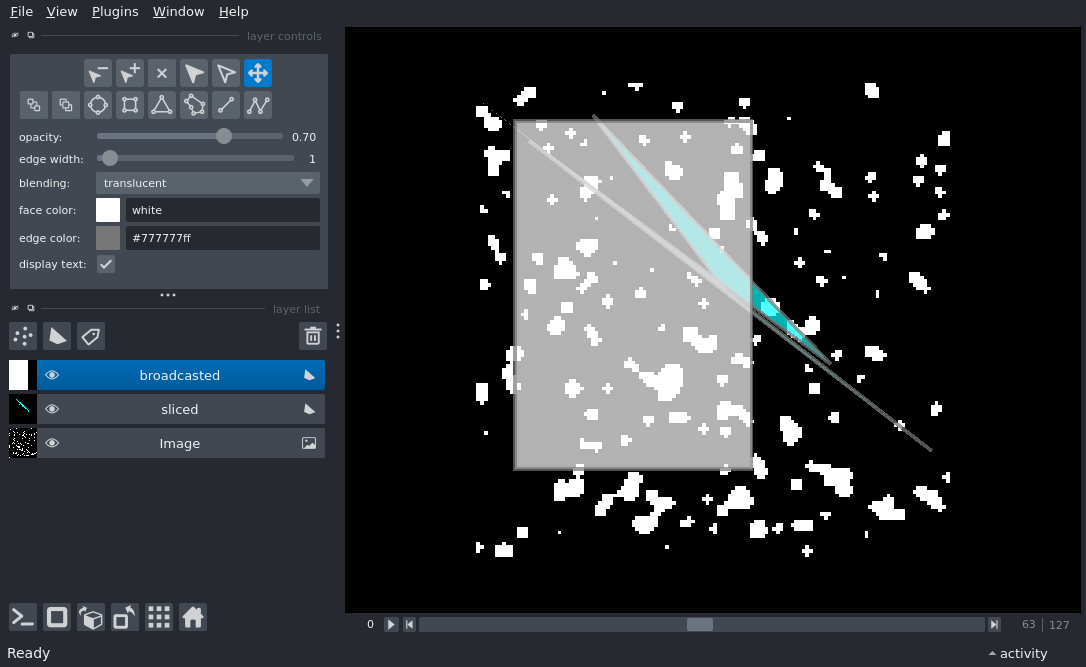 File View Plugins Window Help
layer controls
opacity: 0.70
edge width: 1
blending: translucent
face color: white
edge color: #777777ff
display text:
layer list
broadcasted
sliced
Image
0 63 127
Ready activity